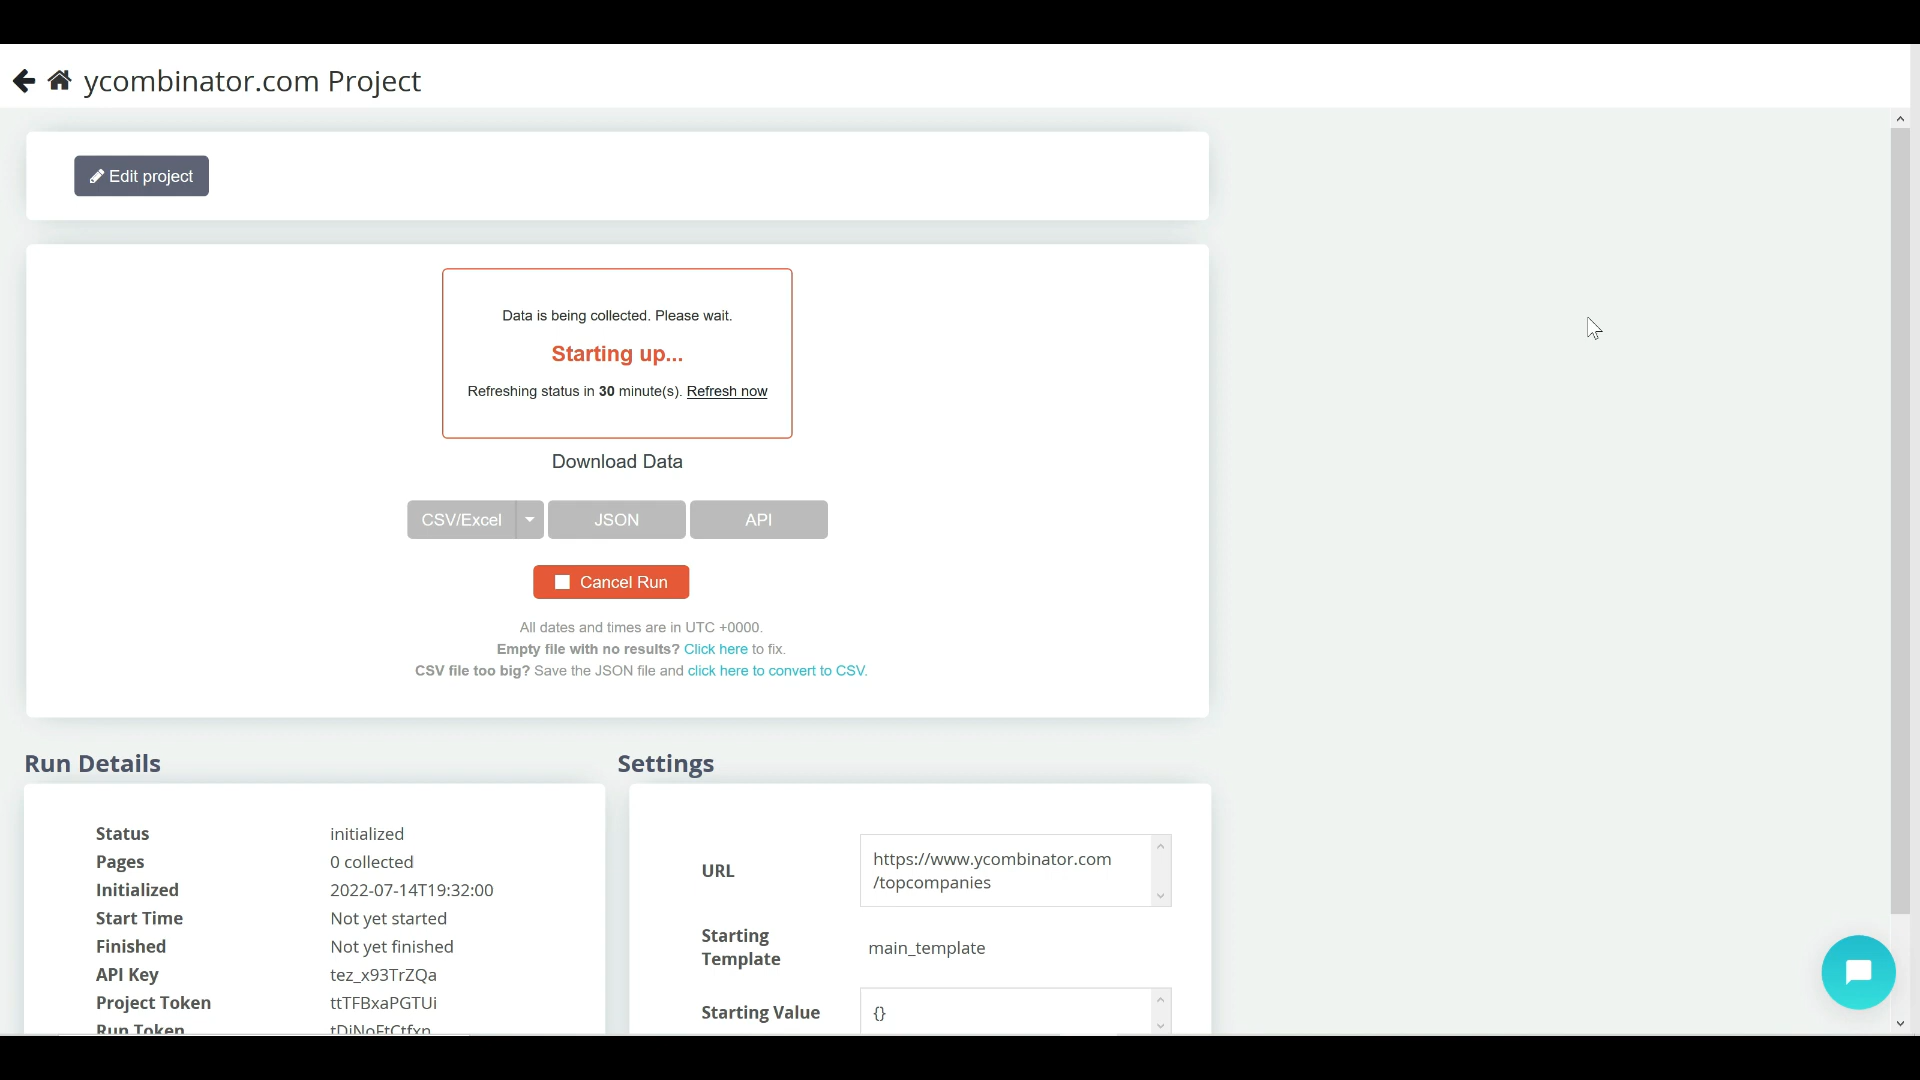 ycombinator.com Project
Edit project
Data is being collected. Please wait.
Starting up...
Refreshing status in 30 minute(s). Refresh now
Download Data
CSV/Excel JSON API
Cancel Run
All dates and times are in UTC +0000.
Empty file with no results? Click here to fix.
CSV file too big? Save the JSON file and click here to convert to CSV.
Run Details
Status initialized
Pages 0 collected
Initialized 2022-07-14T19:32:00
Start Time Not yet started
Finished Not yet finished
API Key tez_x93TrZQa
Project Token ttTFBxaPGTUi
Run Token tDiNoFtCtfxn
Settings
URL https://www.ycombinator.com
/topcompanies
Starting
Template main_template
Starting Value {}